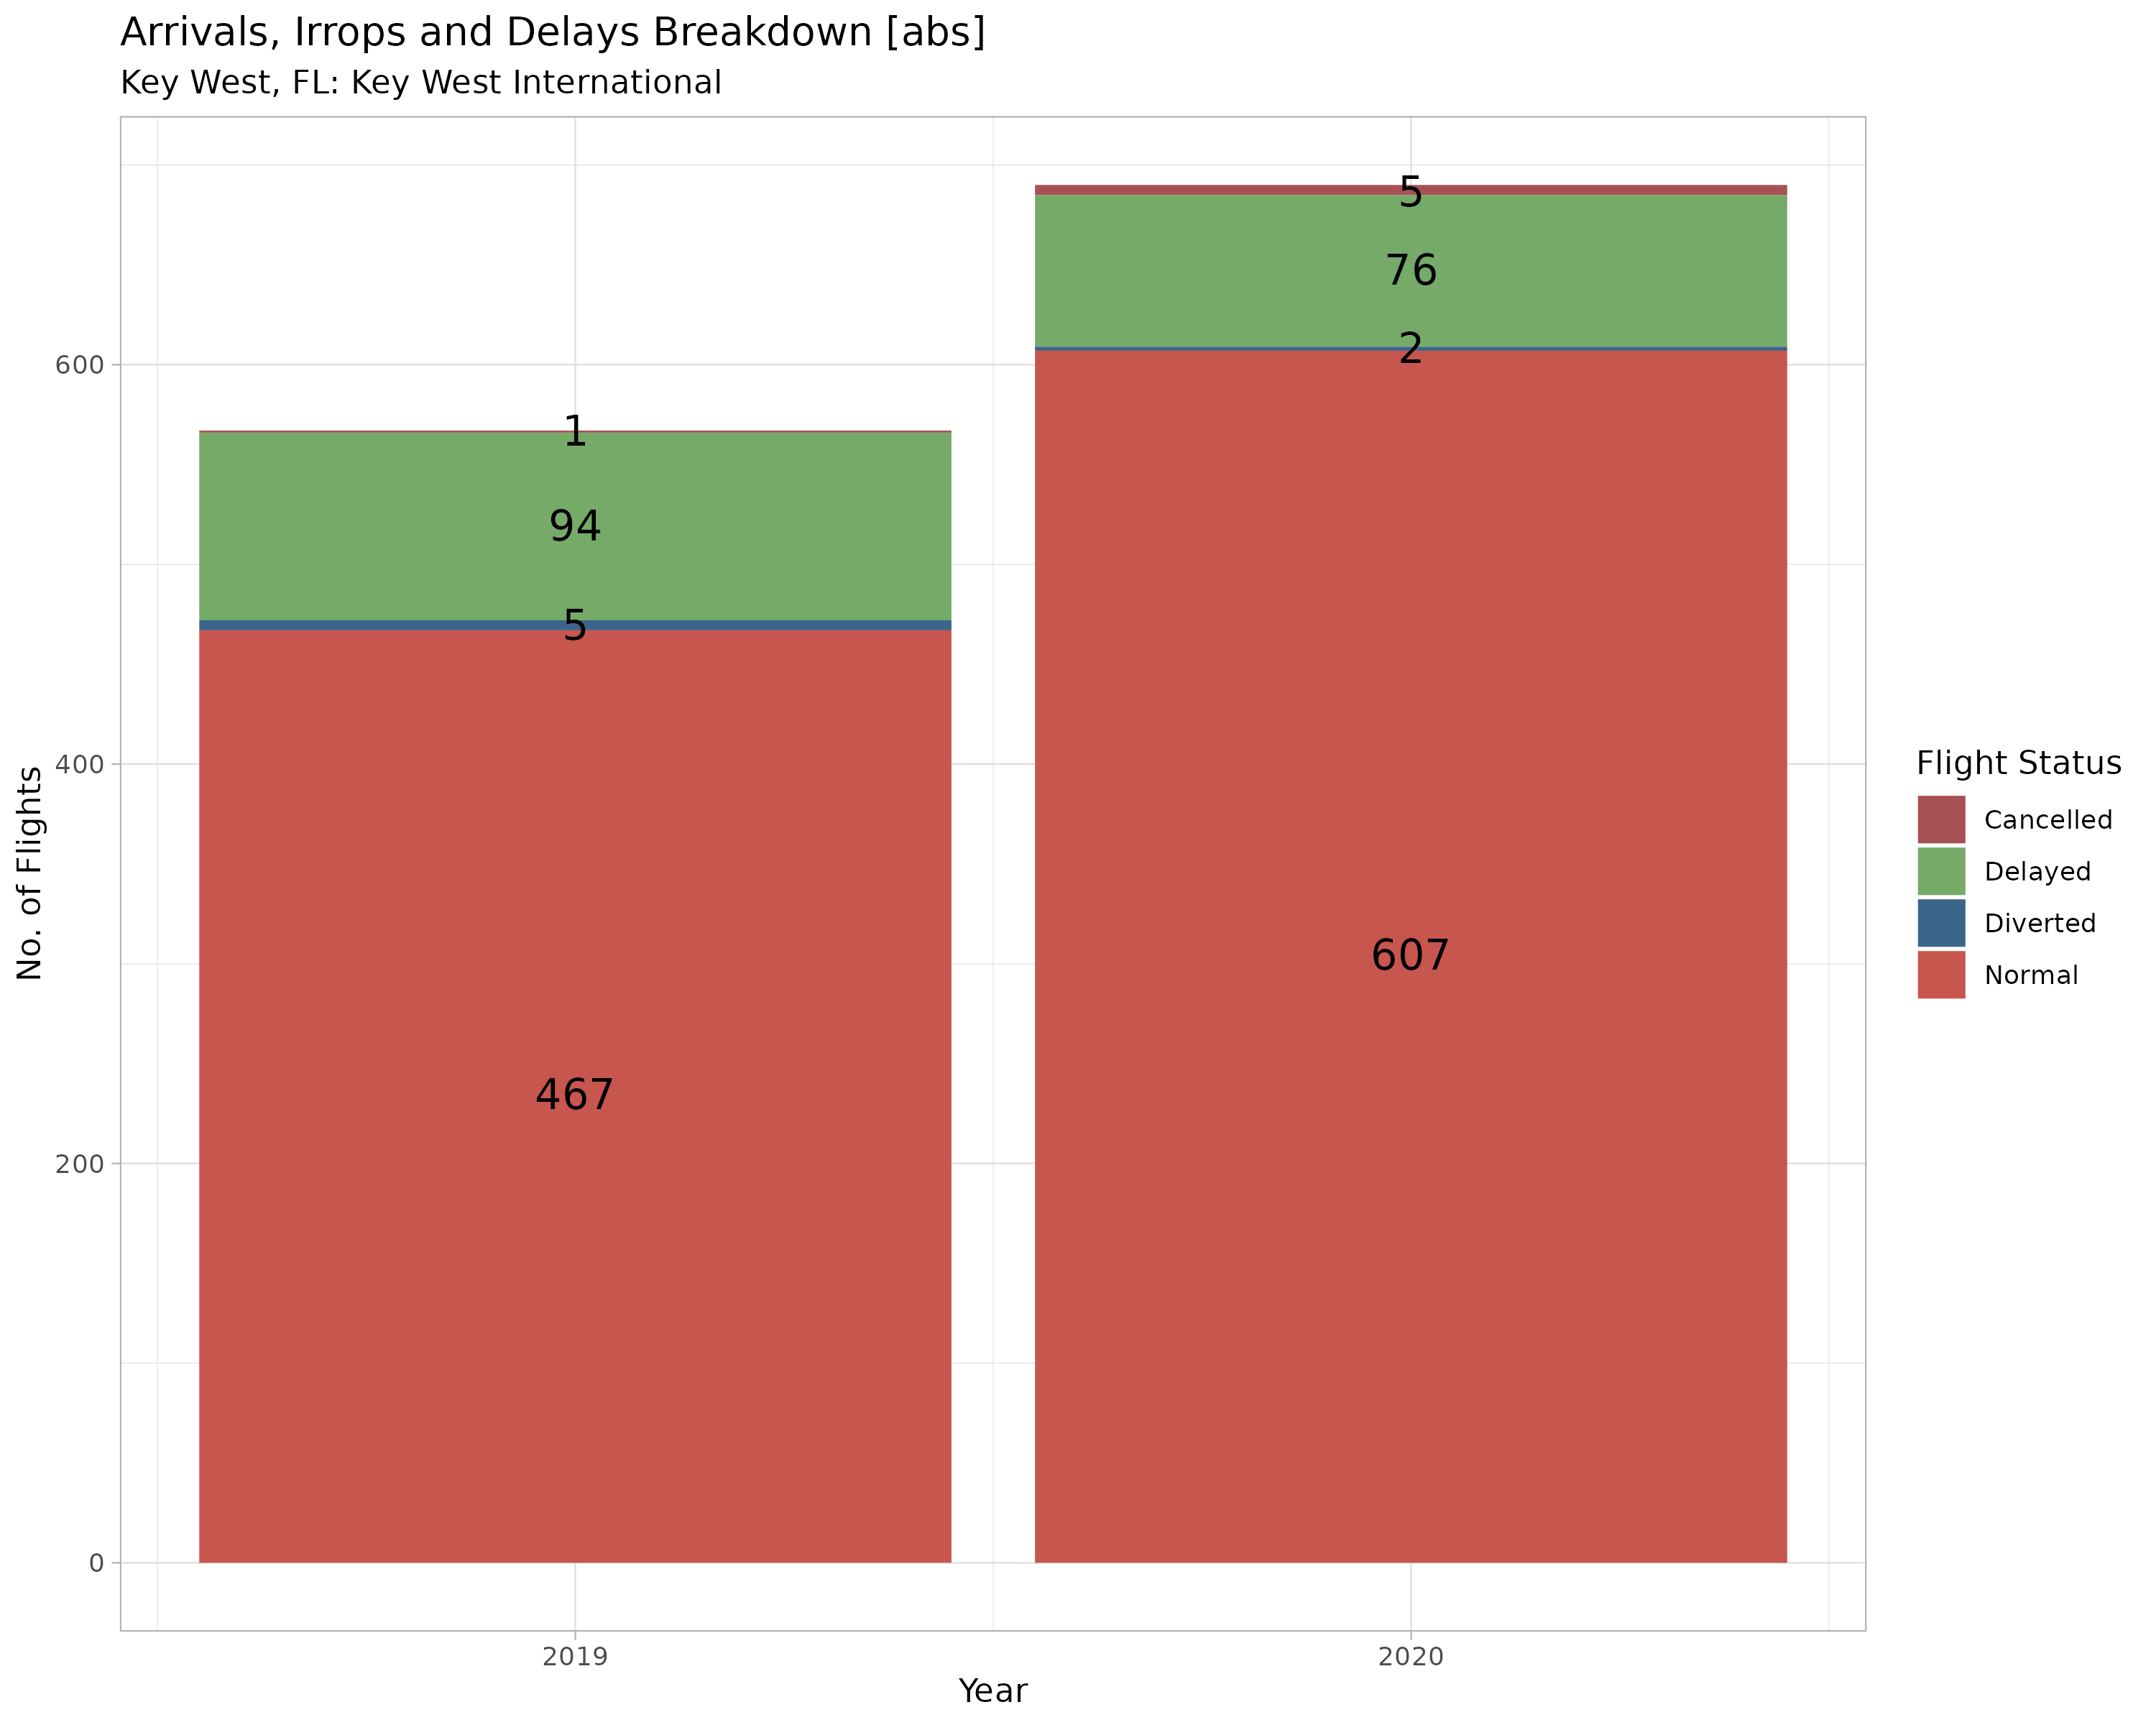 Arrivals, Irrops and Delays Breakdown [abs]
Key West, FL: Key West International
No. of Flights
600
400
200
0
5
76
2
607
1
94
5
467
2019
2020
Year
Flight Status
Cancelled
Delayed
Diverted
Normal